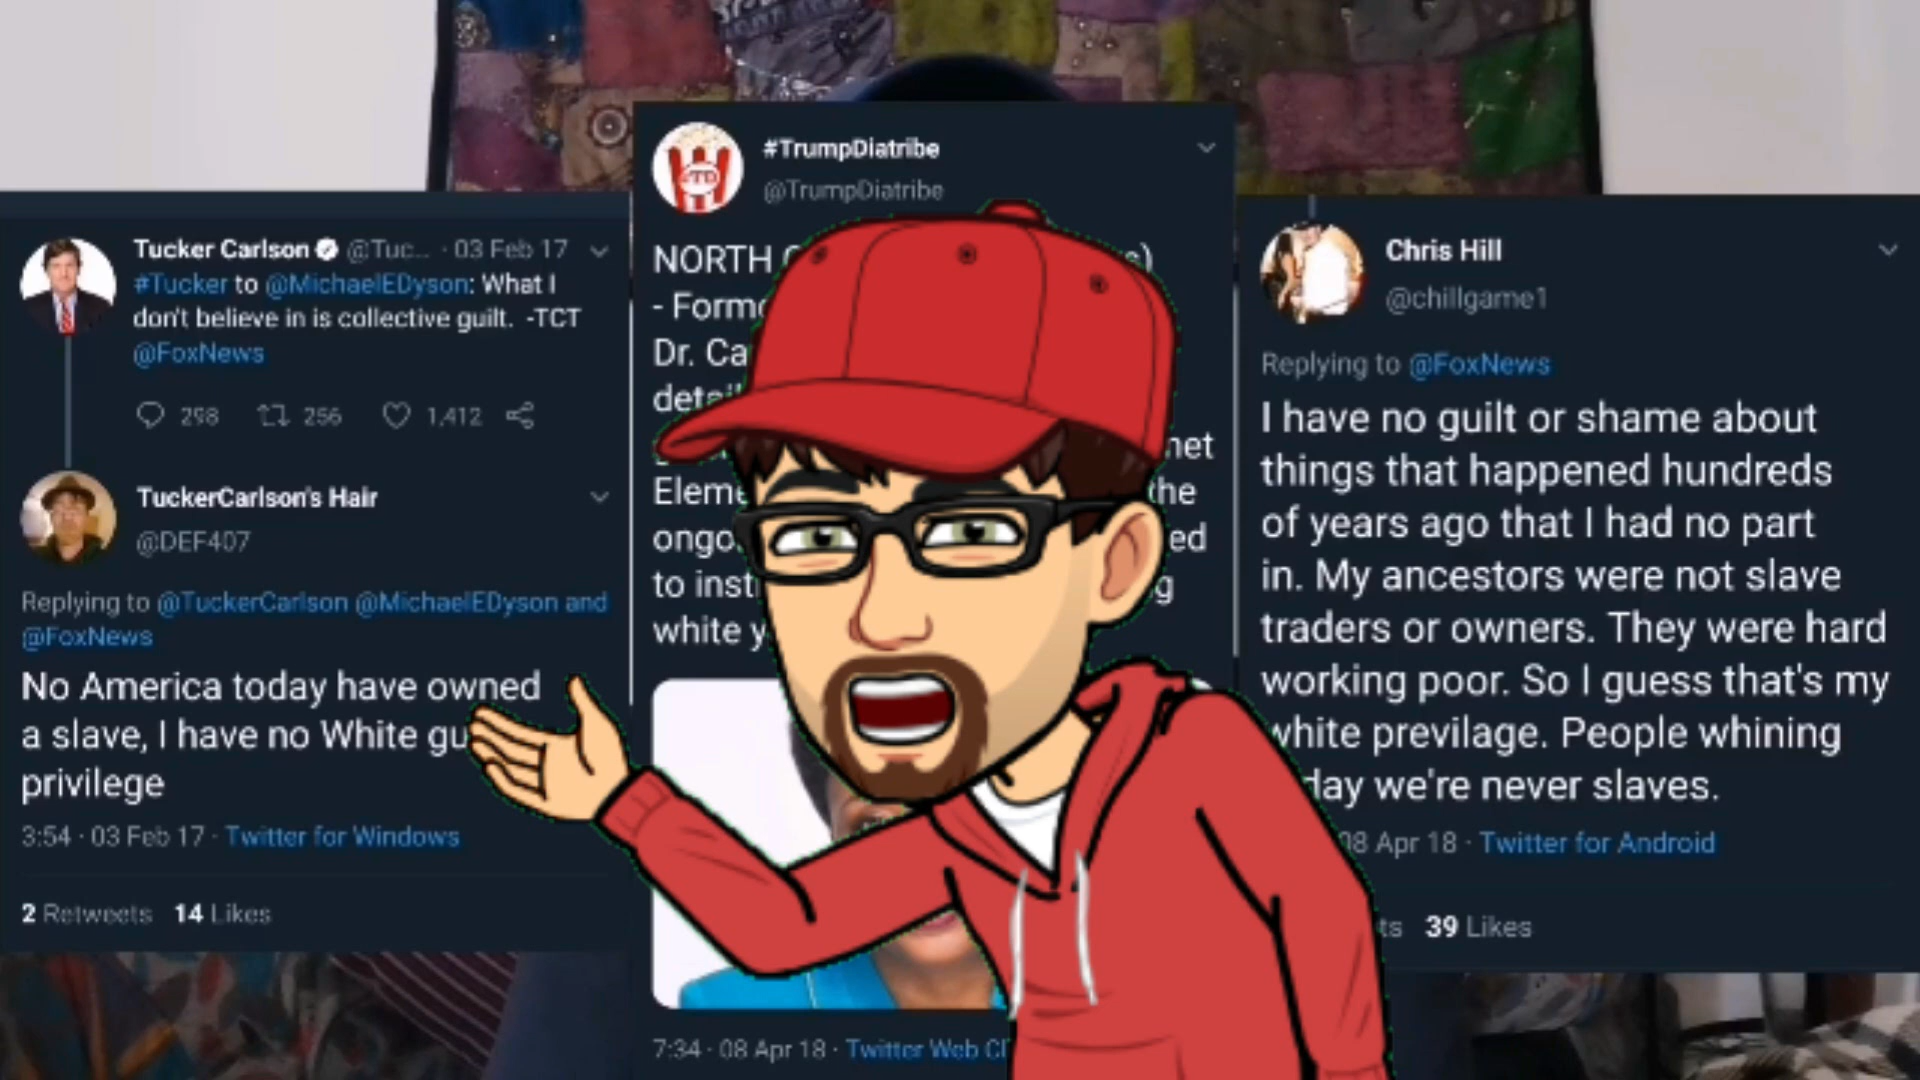 Tucker Carlson @Tuc... · 03 Feb 17
#Tucker to @MichaelEDyson: What I
don't believe in is collective guilt. -TCT
@FoxNews
298 256 1,412
TuckerCarlson's Hair
@DEF407
Replying to @TuckerCarlson @MichaelEDyson and
@FoxNews
No America today have owned
a slave, I have no White gu
privilege
3:54 · 03 Feb 17 · Twitter for Windows
2 Retweets 14 Likes
TD
#TrumpDiatribe
@TrumpDiatribe
NORTH
- Form
Dr. Ca
Eleme the
ongo ed
to inst g
white y
7:34 · 08 Apr 18 · Twitter Web Cl
Chris Hill
@chillgame1
Replying to @FoxNews
I have no guilt or shame about
things that happened hundreds
of years ago that I had no part
in. My ancestors were not slave
traders or owners. They were hard
working poor. So I guess that's my
white previlage. People whining
day we're never slaves.
08 Apr 18 · Twitter for Android
ts 39 Likes